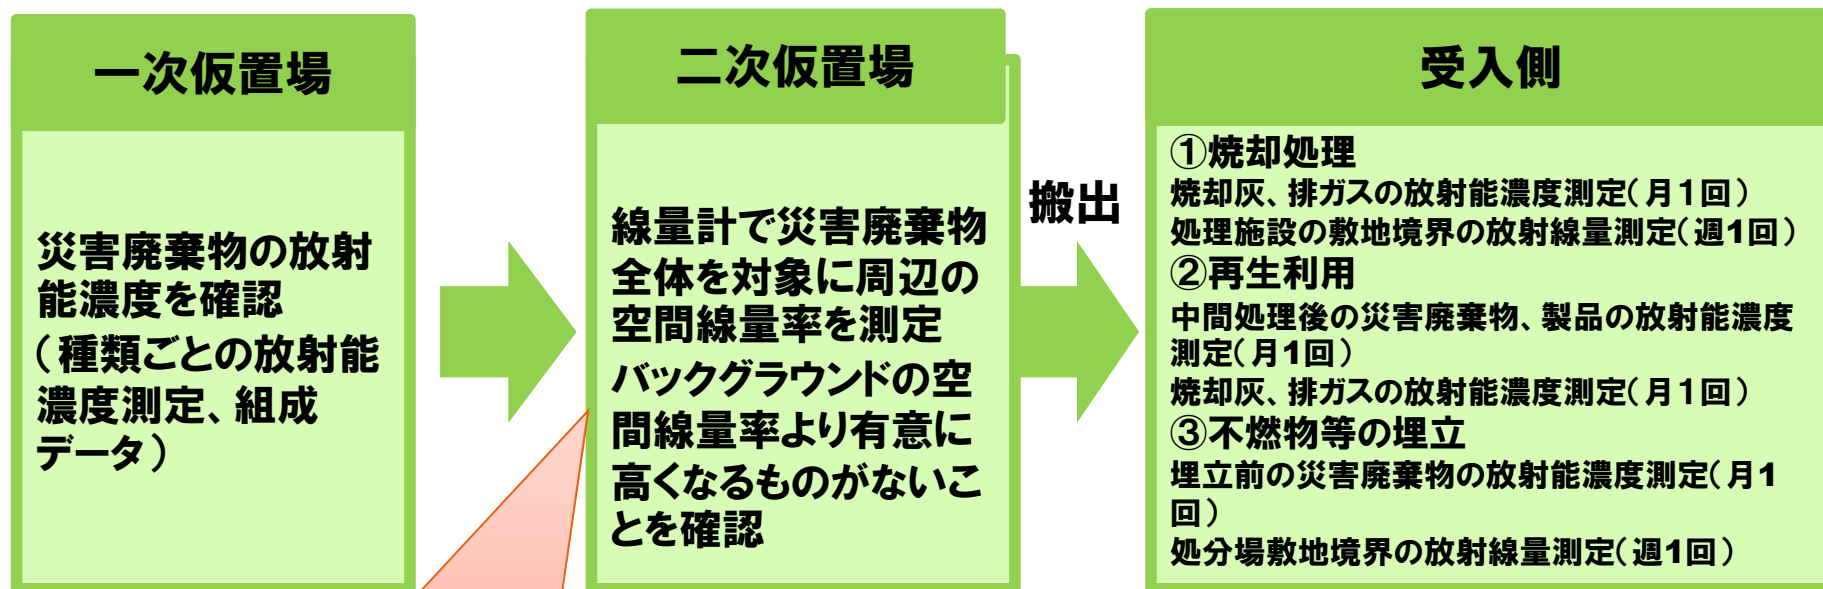 一次仮置場
災害廃棄物の放射
能濃度を確認
（種類ごとの放射能
濃度測定、組成
データ）
二次仮置場
線量計で災害廃棄物
全体を対象に周辺の
空間線量率を測定
バックグラウンドの空
間線量率より有意に
高くなるものがないこ
とを確認
搬出
受入側
①焼却処理
焼却灰、排ガスの放射能濃度測定（月１回）
処理施設の敷地境界の放射線量測定（週1回）
②再生利用
中間処理後の災害廃棄物、製品の放射能濃度
測定（月1回）
焼却灰、排ガスの放射能濃度測定（月１回）
③不燃物等の埋立
埋立前の災害廃棄物の放射能濃度測定（月1
回）
処分場敷地境界の放射線量測定（週1回）